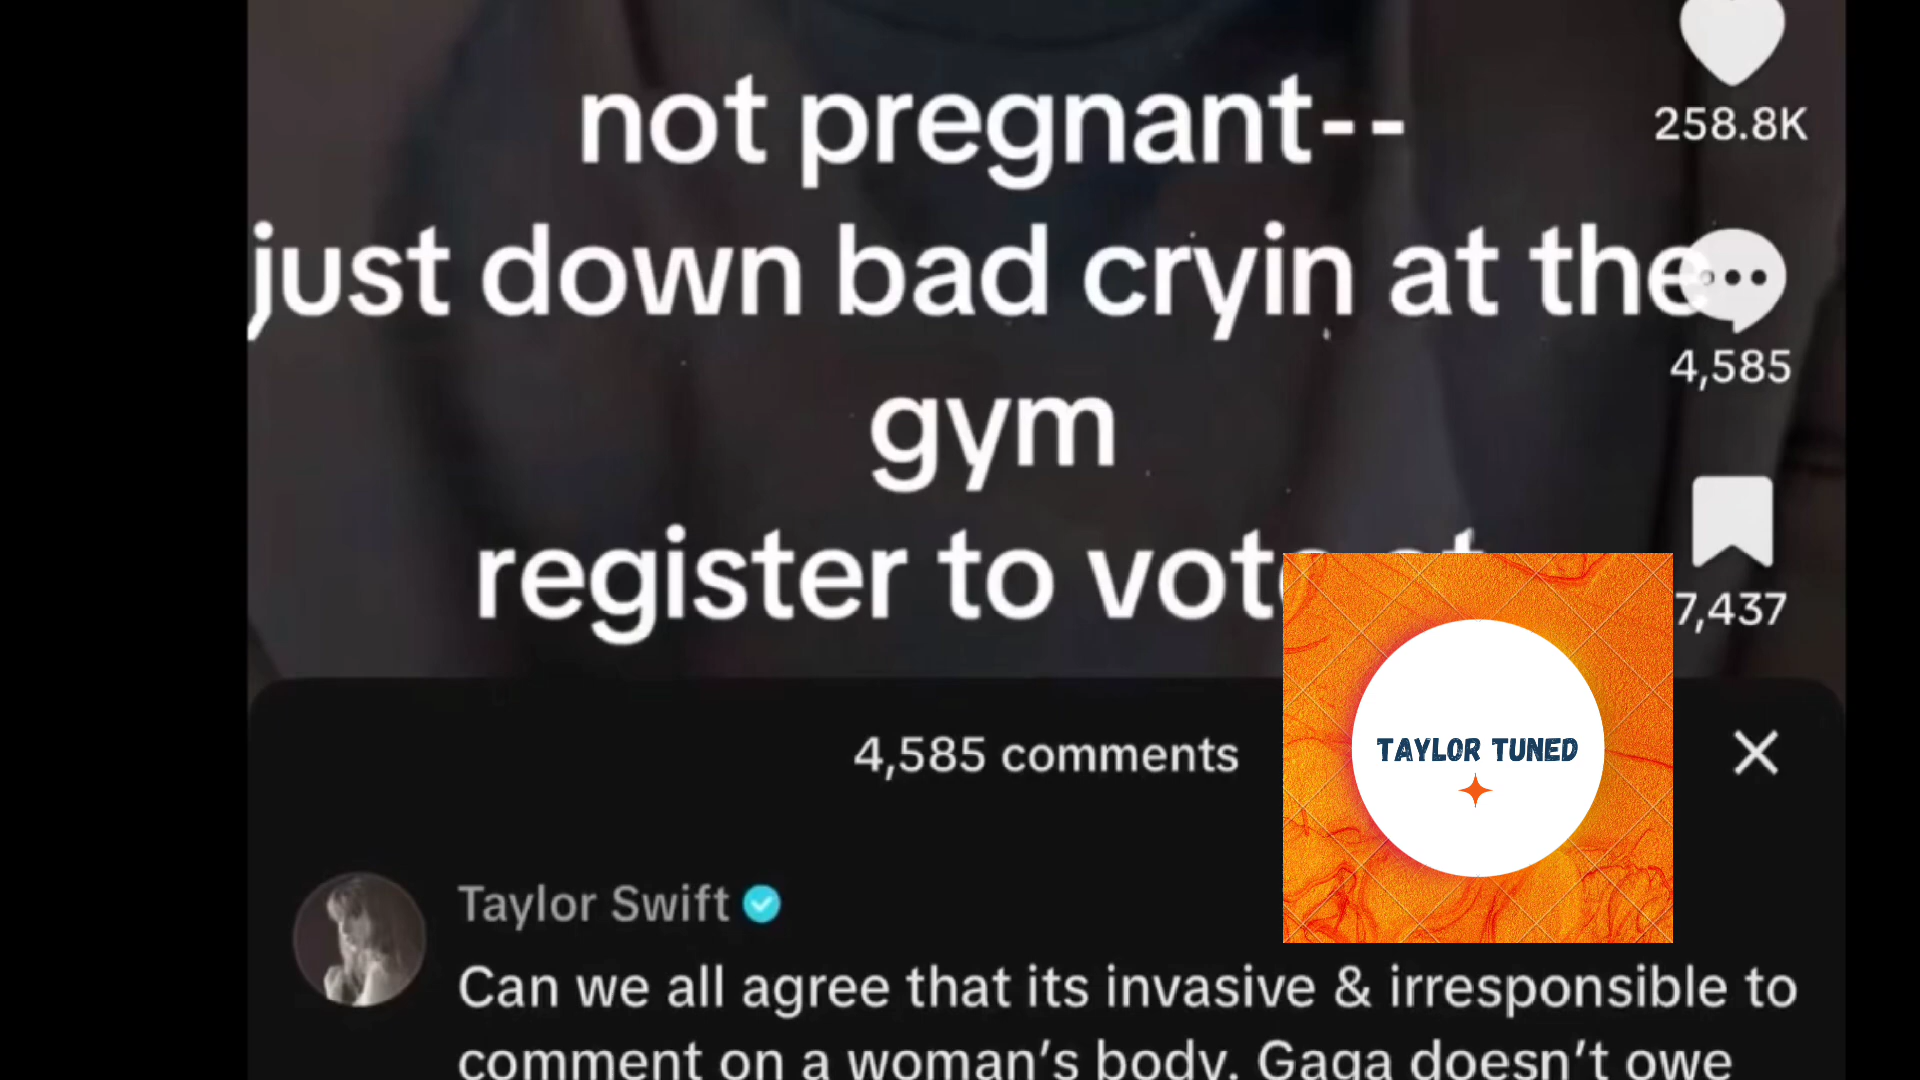 not pregnant--
258.8K
just down bad cryin at the
4,585
gym
register to vote
7,437
4,585 comments
TAYLOR TUNED
Taylor Swift
Can we all agree that its invasive & irresponsible to
comment on a woman’s body. Gaga doesn’t owe